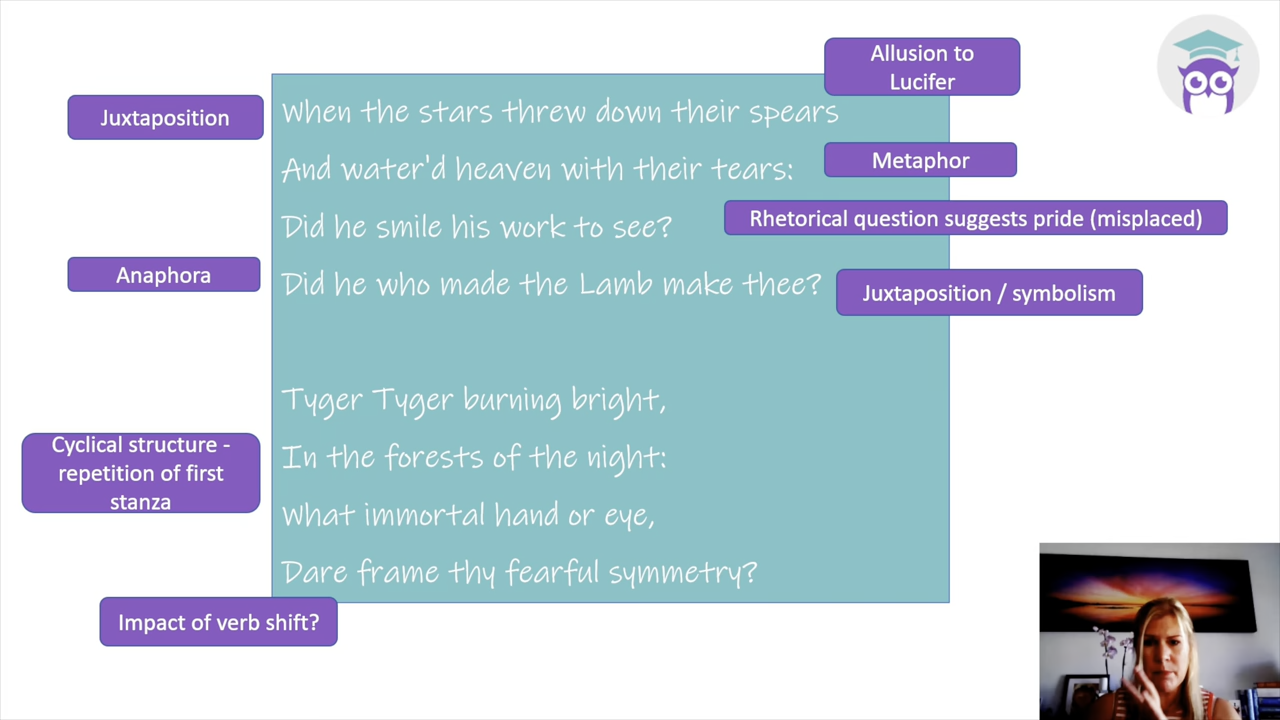 Allusion to
Lucifer
Juxtaposition
When the stars threw down their spears
And water'd heaven with their tears:
Metaphor
Did he smile his work to see?
Rhetorical question suggests pride (misplaced)
Anaphora
Did he who made the Lamb make thee?
Juxtaposition / symbolism
Tyger Tyger burning bright,
Cyclical structure -
repetition of first
stanza
In the forests of the night:
What immortal hand or eye,
Dare frame thy fearful symmetry?
Impact of verb shift?